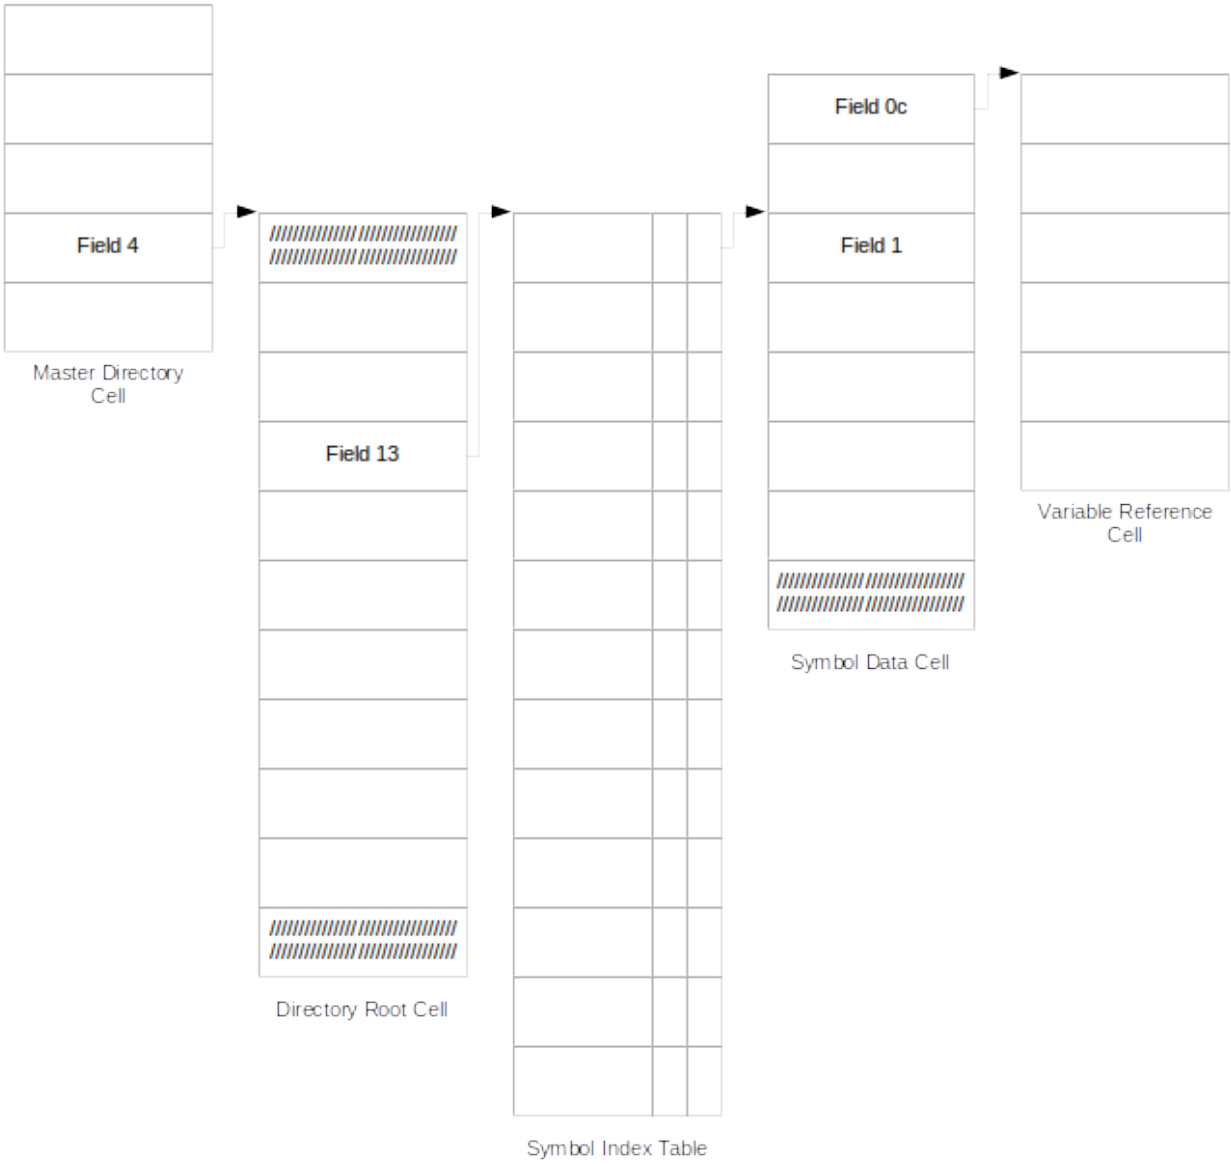 Field 0c
Field 4
Field 1
Master Directory
Cell
Field 13
Variable Reference
Cell
Symbol Data Cell
Directory Root Cell
Symbol Index Table